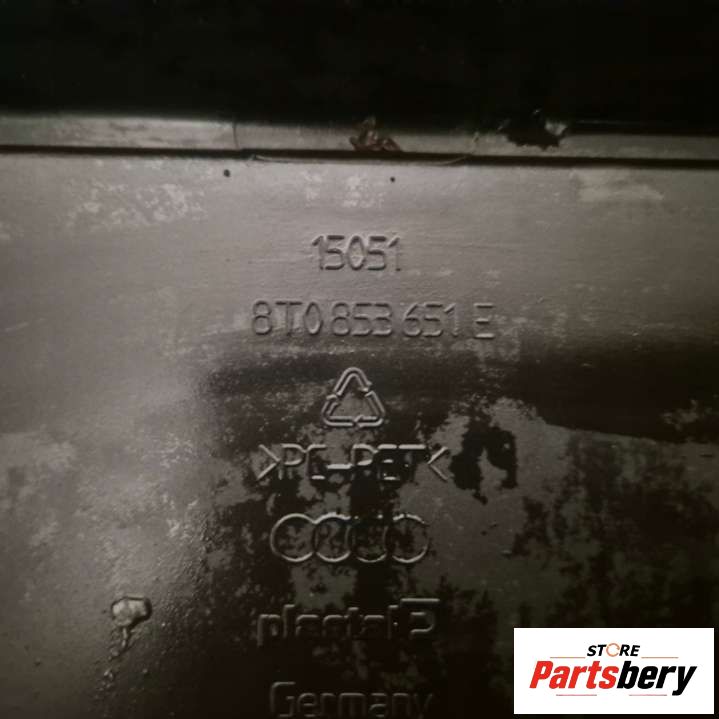 15051
8T0 853 651 E
>PC-PET<
plastal
Germany
STORE
Partsbery